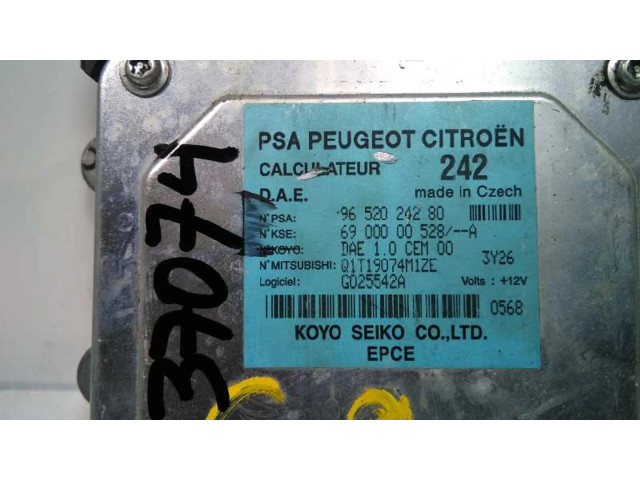 PSA PEUGEOT CITROËN
CALCULATEUR 242
D.A.E. made in Czech
N° PSA: 96 520 242 80
N° KSE: 69 000 00 528/--A
N° KOYO: DAE 1.0 CEM 00 3Y26
N° MITSUBISHI: Q1T19074M1ZE
Logiciel: G025542A Volts : +12V
0568
KOYO SEIKO CO.,LTD.
EPCE
37074